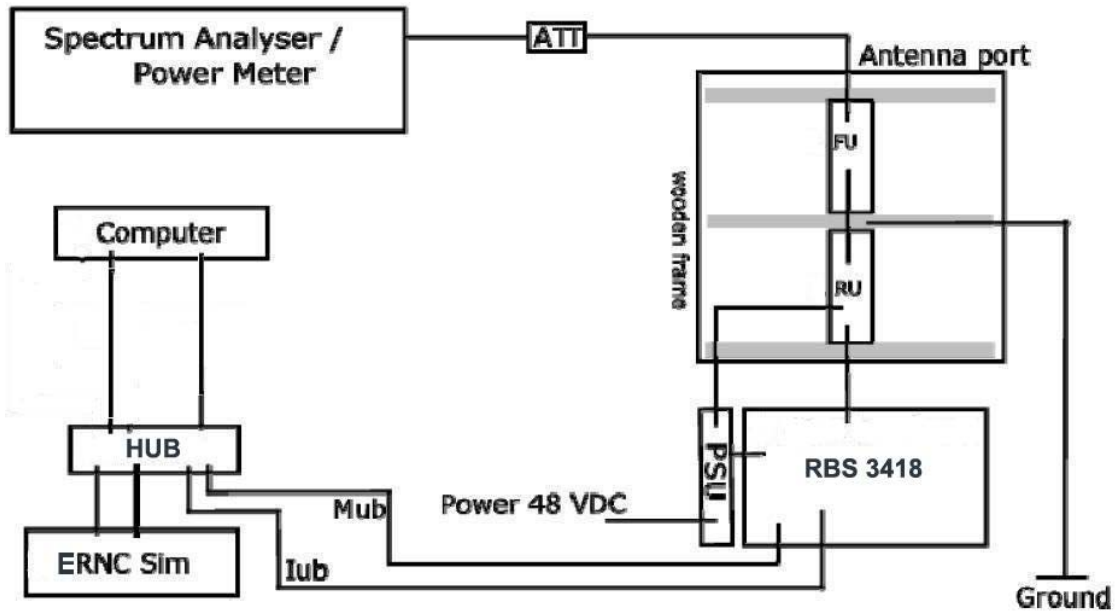 Spectrum Analyser /
Power Meter
ATT
Antenna port
FU
wooden frame
Computer
RU
HUB
PSU
RBS 3418
Mub
Power 48 VDC
ERNC Sim
Iub
Ground